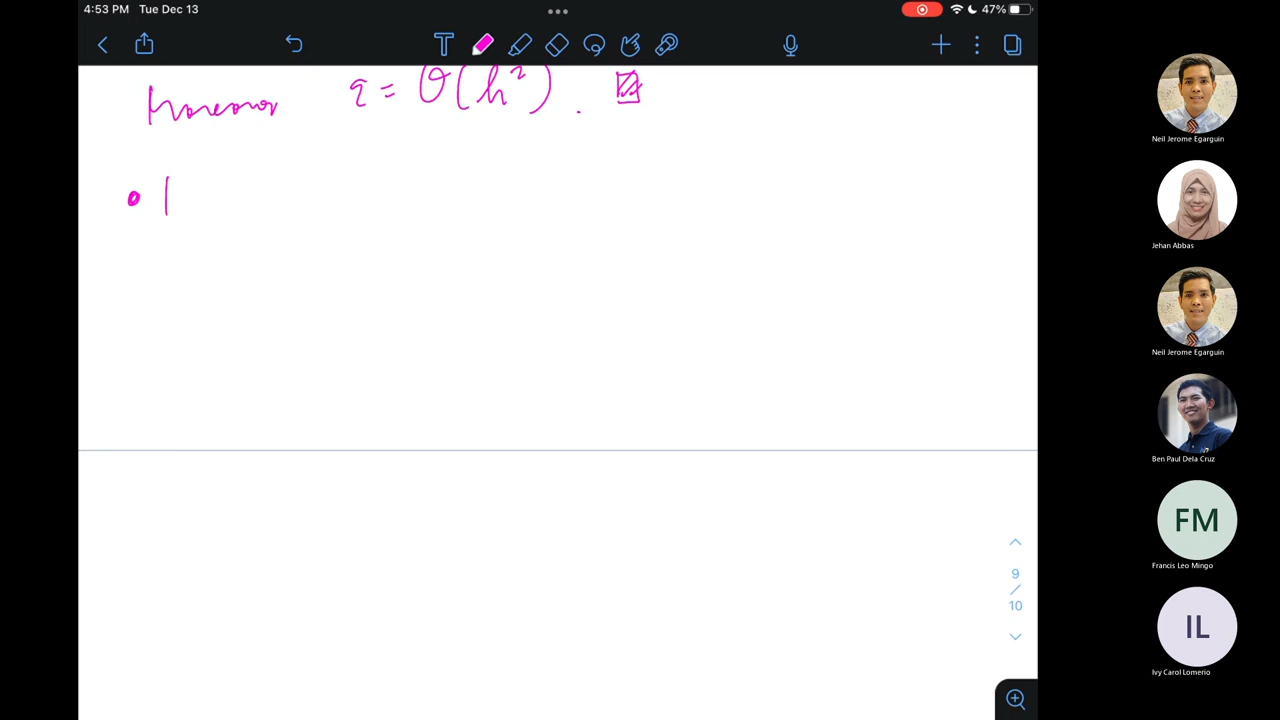 4:53 PM Tue Dec 13
47%
Moreover τ = O(h²).
9
/
10
Neil Jerome Egarguin
Jehan Abbas
Neil Jerome Egarguin
Ben Paul Dela Cruz
FM
Francis Leo Mingo
IL
Ivy Carol Lomerio